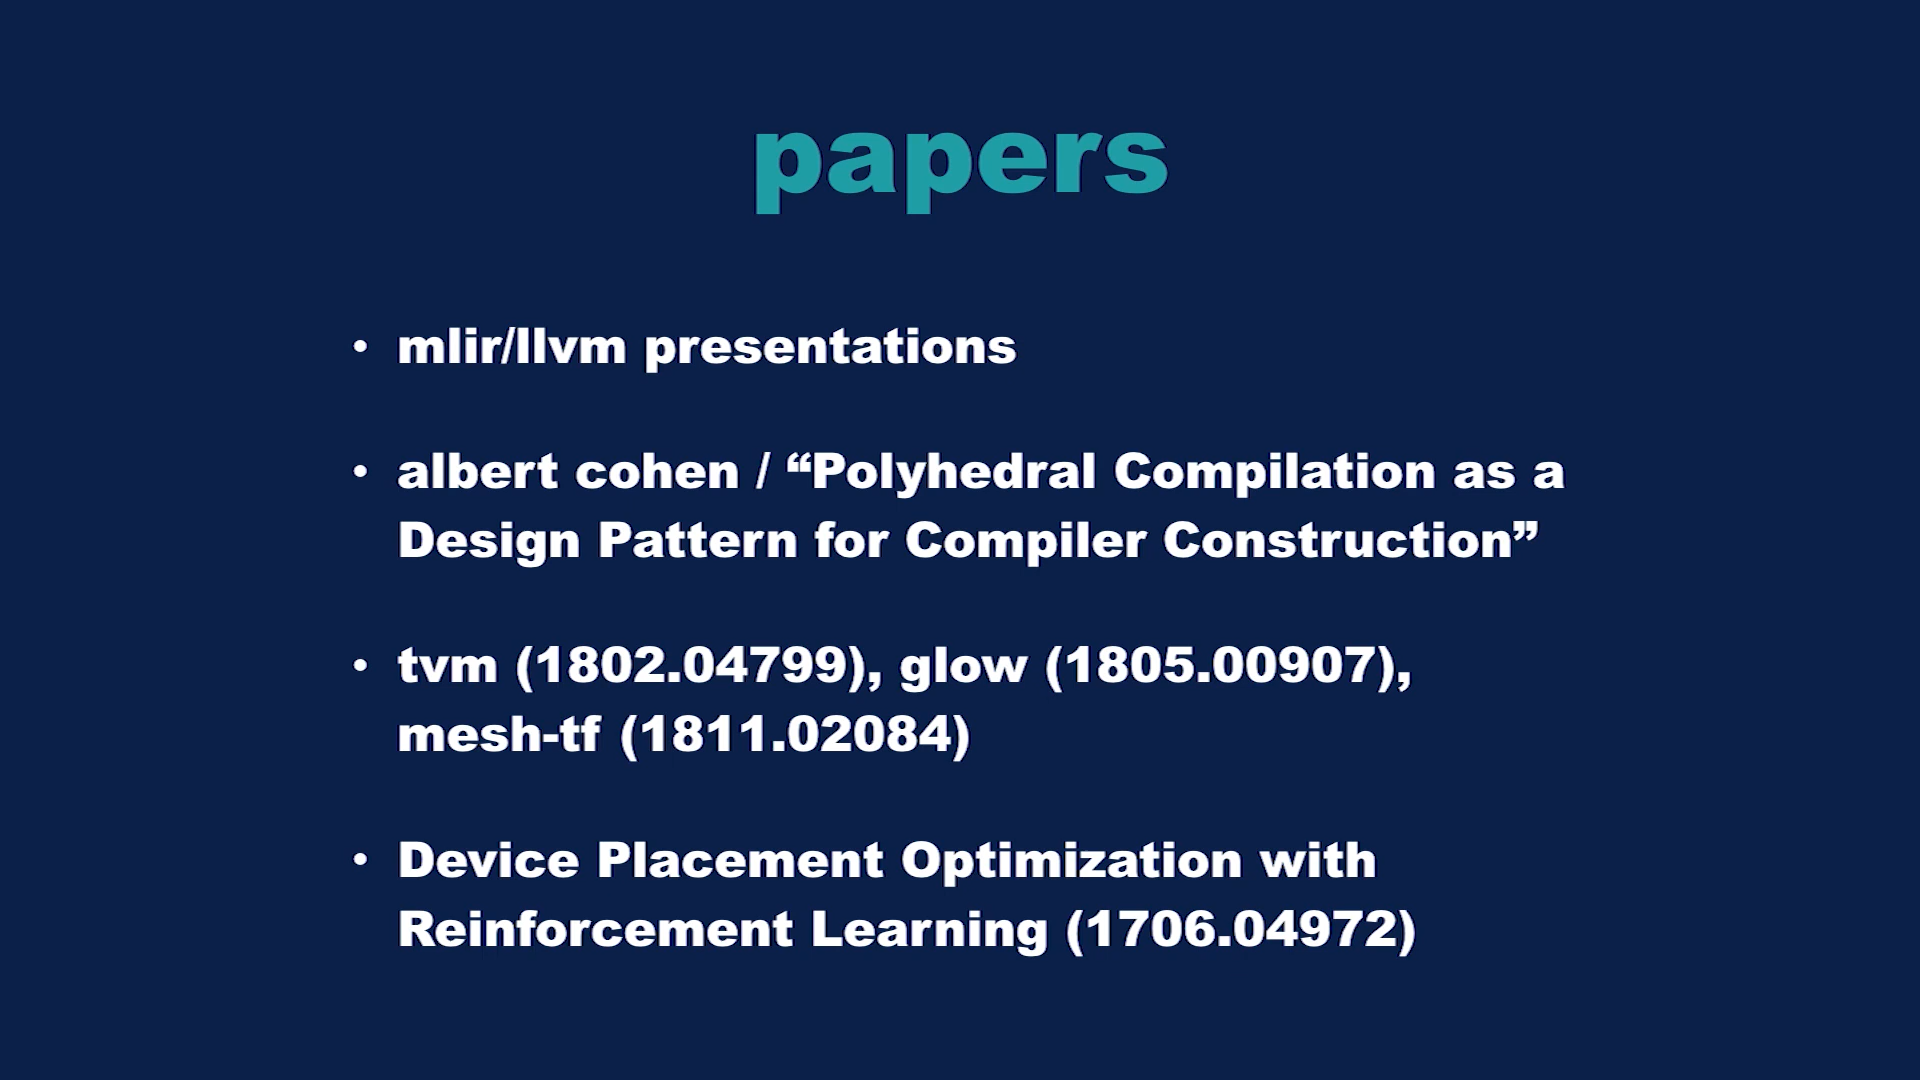 papers
• mlir/llvm presentations
• albert cohen / “Polyhedral Compilation as a
Design Pattern for Compiler Construction”
• tvm (1802.04799), glow (1805.00907),
mesh-tf (1811.02084)
• Device Placement Optimization with
Reinforcement Learning (1706.04972)